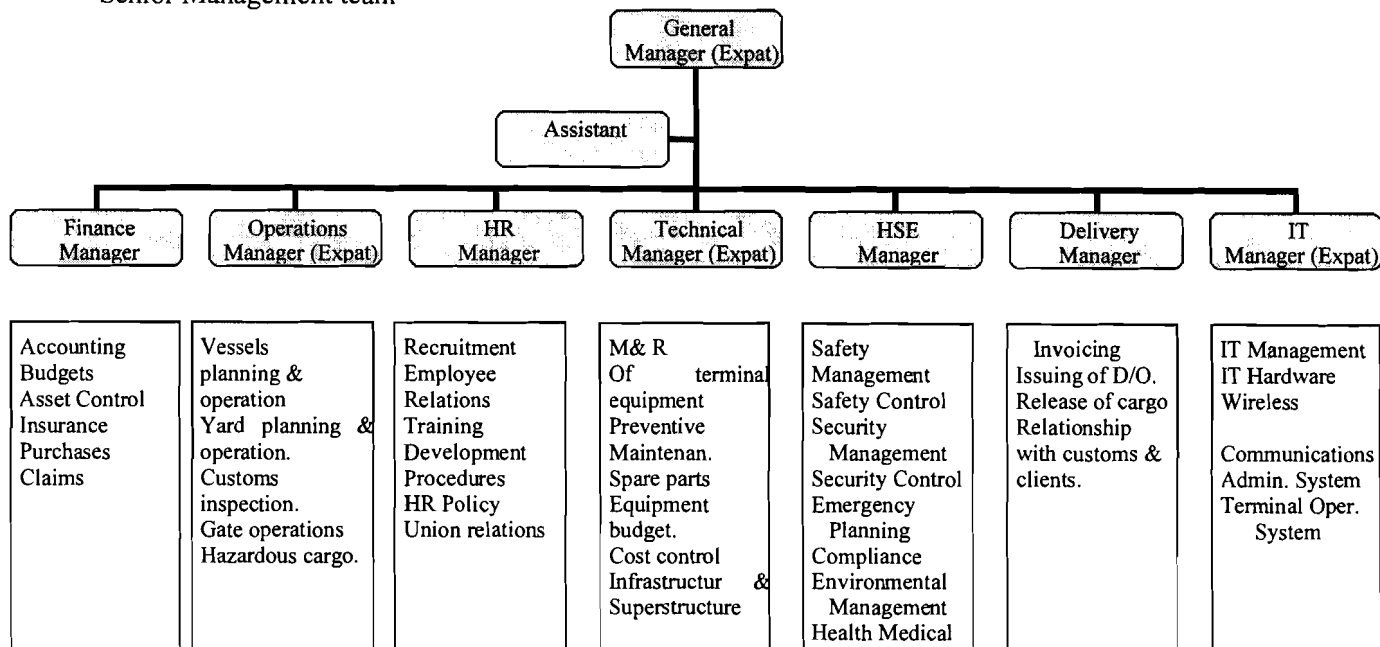 Senior Management team
General
Manager (Expat)
Assistant
Finance
Manager
Operations
Manager (Expat)
HR
Manager
Technical
Manager (Expat)
HSE
Manager
Delivery
Manager
IT
Manager (Expat)
Accounting
Budgets
Asset Control
Insurance
Purchases
Claims
Vessels
planning &
operation
Yard planning &
operation.
Customs
inspection.
Gate operations
Hazardous cargo.
Recruitment
Employee
Relations
Training
Development
Procedures
HR Policy
Union relations
M& R
Of terminal
equipment
Preventive
Maintenan.
Spare parts
Equipment
budget.
Cost control
Infrastructur &
Superstructure
Safety
Management
Safety Control
Security
Management
Security Control
Emergency
Planning
Compliance
Environmental
Management
Health Medical
Invoicing
Issuing of D/O.
Release of cargo
Relationship
with customs &
clients.
IT Management
IT Hardware
Wireless
Communications
Admin. System
Terminal Oper.
System